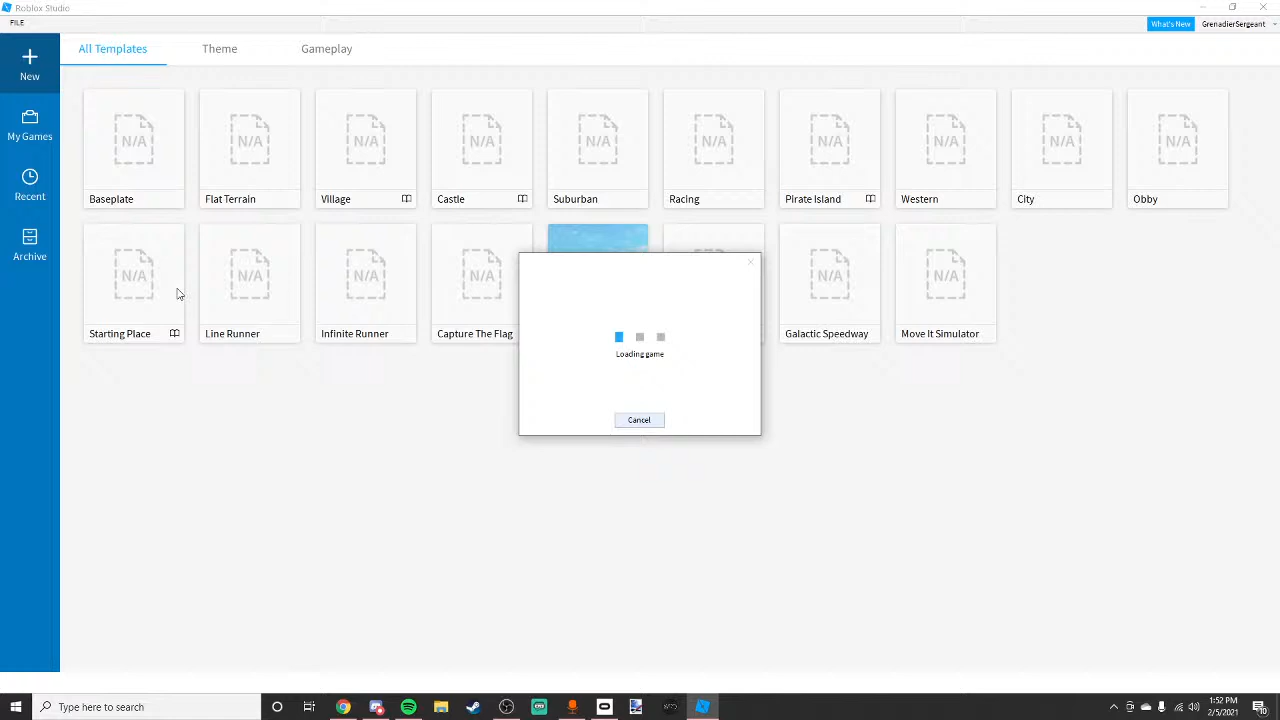 Roblox Studio
FILE
What's New
GrenadierSergeant
New
My Games
Recent
Archive
All Templates
Theme
Gameplay
N/A
N/A
N/A
N/A
N/A
N/A
N/A
N/A
N/A
N/A
Baseplate
Flat Terrain
Village
Castle
Suburban
Racing
Pirate Island
Western
City
Obby
N/A
N/A
N/A
N/A
N/A
N/A
Starting Place
Line Runner
Infinite Runner
Capture The Flag
Galactic Speedway
Move It Simulator
Loading game
Cancel
Type here to search
1:52 PM
2/5/2021